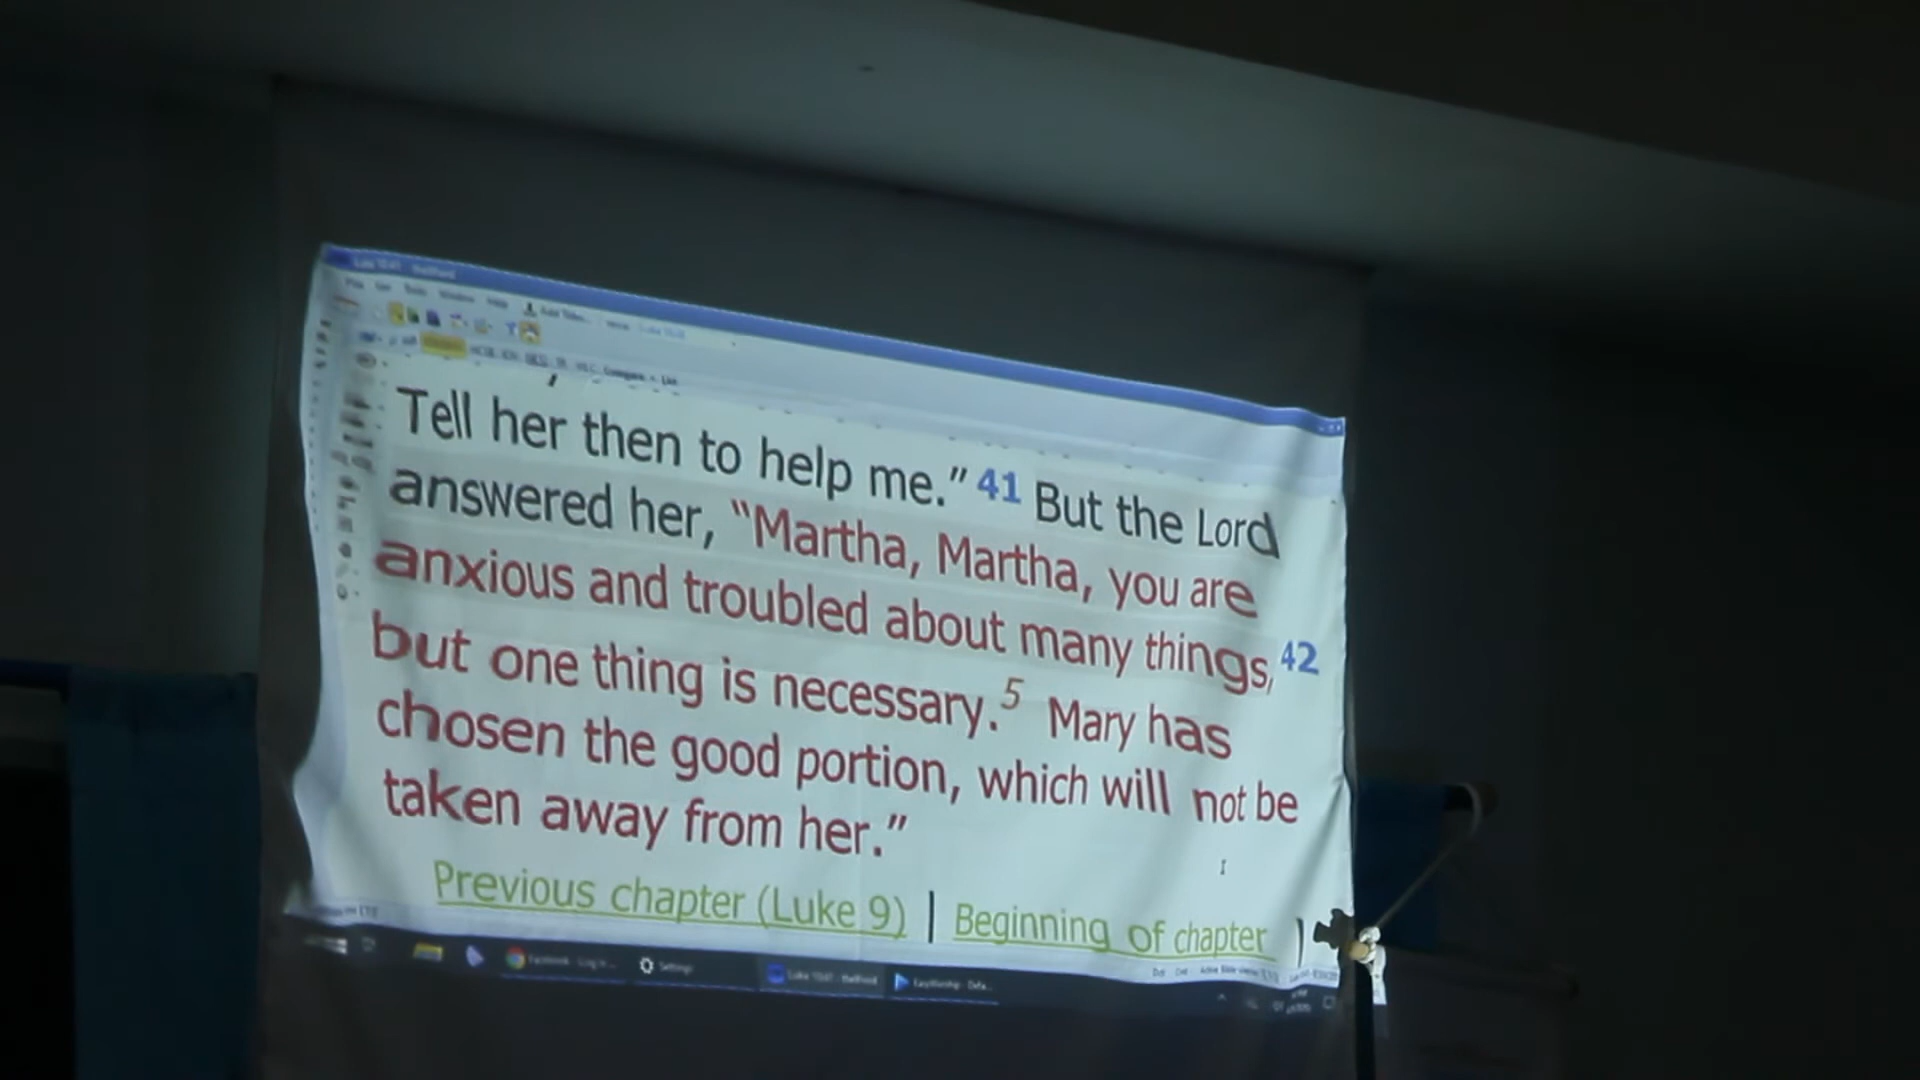 Tell her then to help me.” 41 But the Lord
answered her, “Martha, Martha, you are
anxious and troubled about many things, 42
but one thing is necessary.5 Mary has
chosen the good portion, which will not be
taken away from her.”
Previous chapter (Luke 9) | Beginning of chapter |
Settings